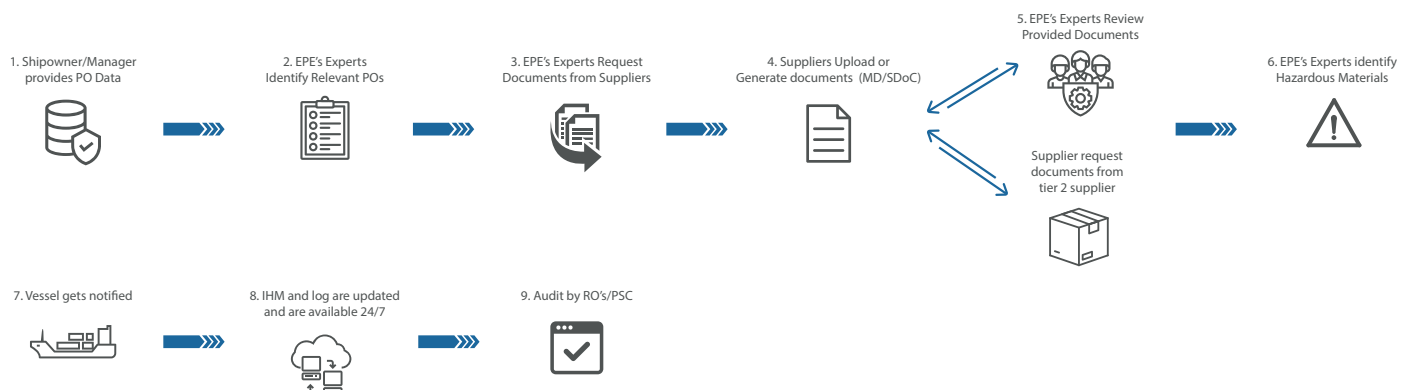 1. Shipowner/Manager
provides PO Data
2. EPE's Experts
Identify Relevant POs
3. EPE's Experts Request
Documents from Suppliers
4. Suppliers Upload or
Generate documents (MD/SDoC)
5. EPE's Experts Review
Provided Documents
Supplier request
documents from
tier 2 supplier
6. EPE's Experts identify
Hazardous Materials
7. Vessel gets notified
8. IHM and log are updated
and are available 24/7
9. Audit by RO's/PSC